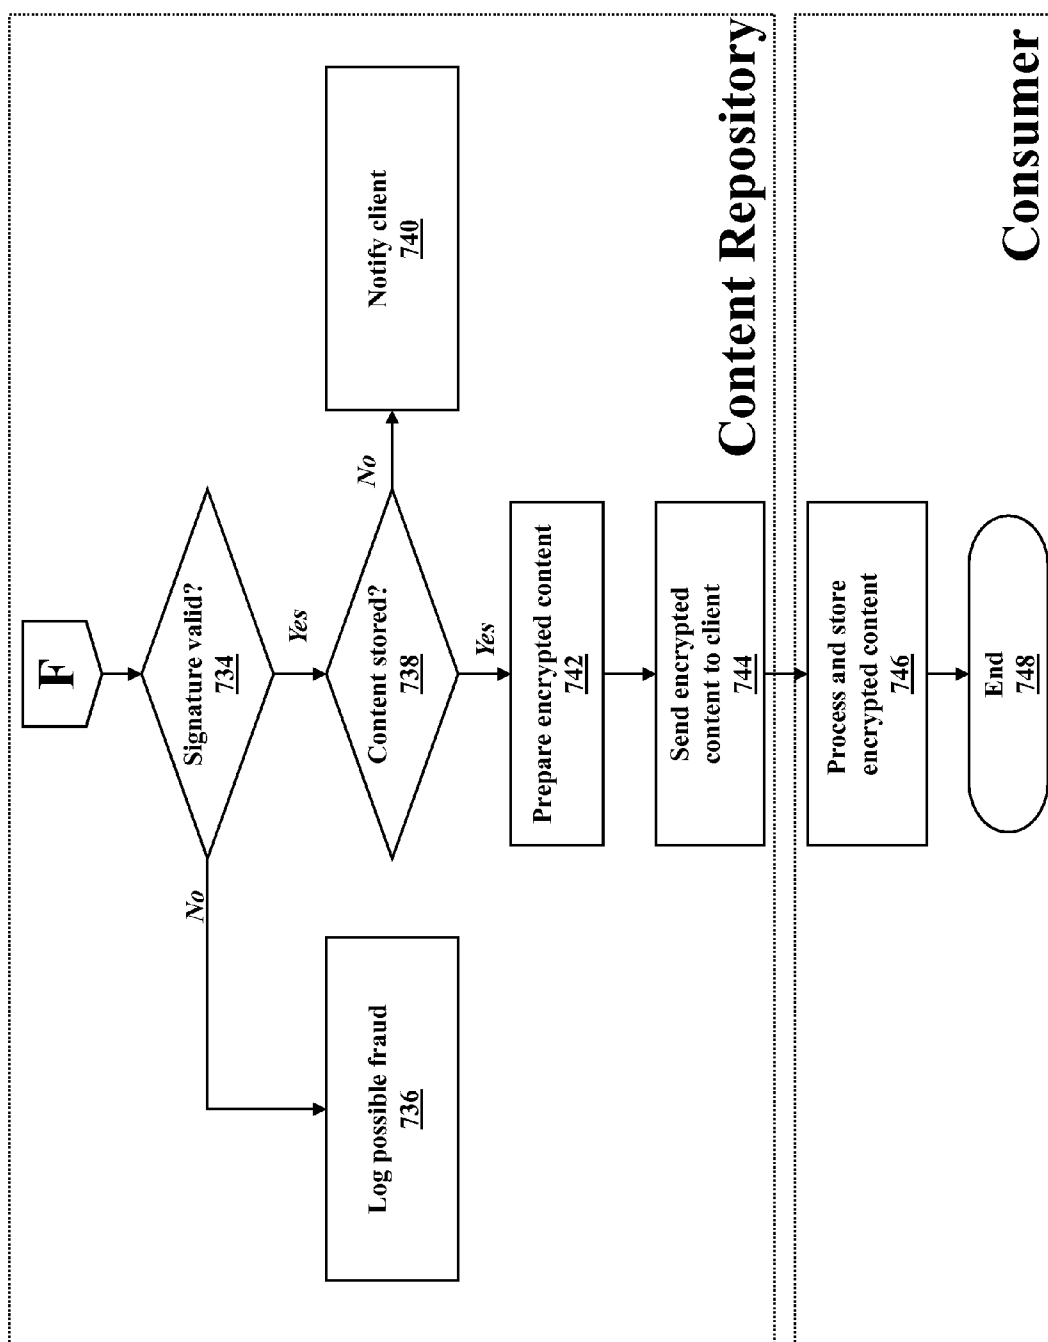 F
Signature valid?
734
No
Yes
Log possible fraud
736
Content stored?
738
No
Notify client
740
Yes
Prepare encrypted content
742
Send encrypted
content to client
744
Content Repository
Process and store
encrypted content
746
End
748
Consumer